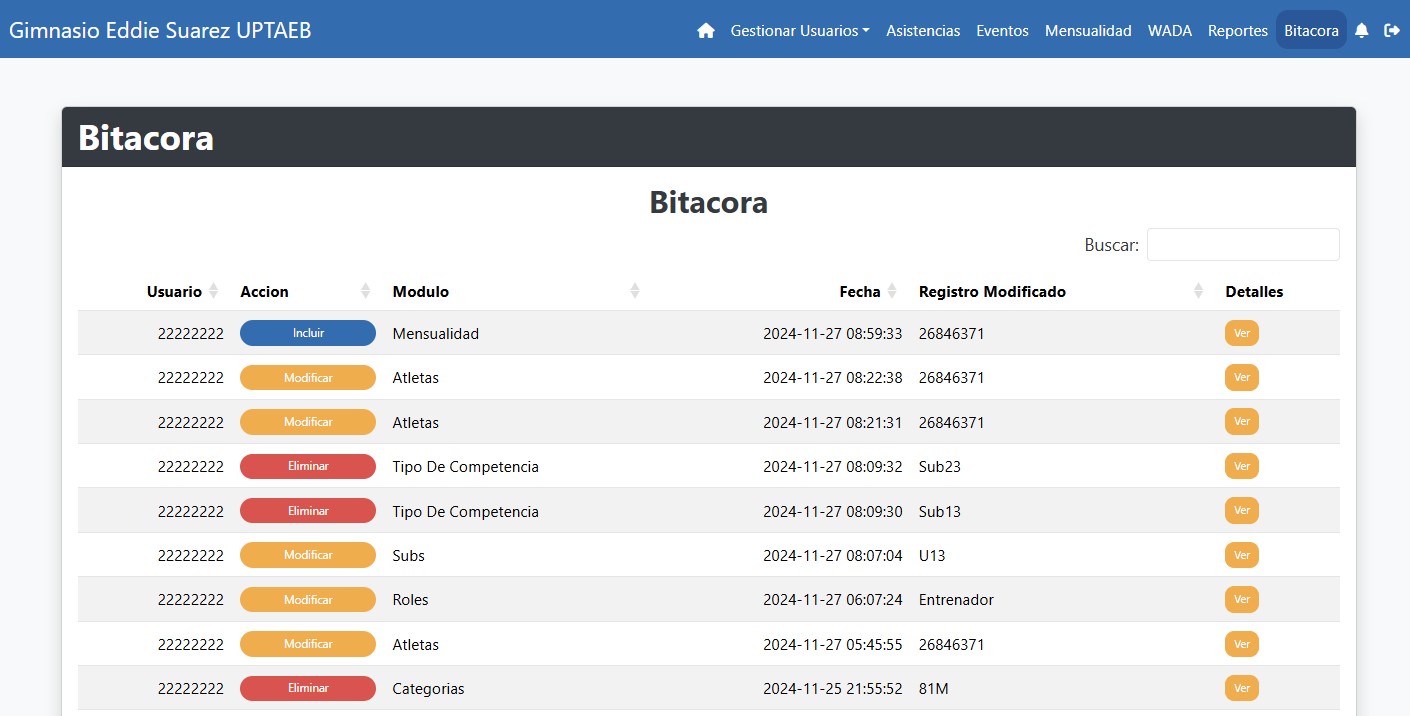 Gimnasio Eddie Suarez UPTAEB Gestionar Usuarios Asistencias Eventos Mensualidad WADA Reportes Bitacora
Bitacora
Bitacora
Buscar:
Usuario Accion Modulo Fecha Registro Modificado Detalles
22222222 Incluir Mensualidad 2024-11-27 08:59:33 26846371 Ver
22222222 Modificar Atletas 2024-11-27 08:22:38 26846371 Ver
22222222 Modificar Atletas 2024-11-27 08:21:31 26846371 Ver
22222222 Eliminar Tipo De Competencia 2024-11-27 08:09:32 Sub23 Ver
22222222 Eliminar Tipo De Competencia 2024-11-27 08:09:30 Sub13 Ver
22222222 Modificar Subs 2024-11-27 08:07:04 U13 Ver
22222222 Modificar Roles 2024-11-27 06:07:24 Entrenador Ver
22222222 Modificar Atletas 2024-11-27 05:45:55 26846371 Ver
22222222 Eliminar Categorias 2024-11-25 21:55:52 81M Ver